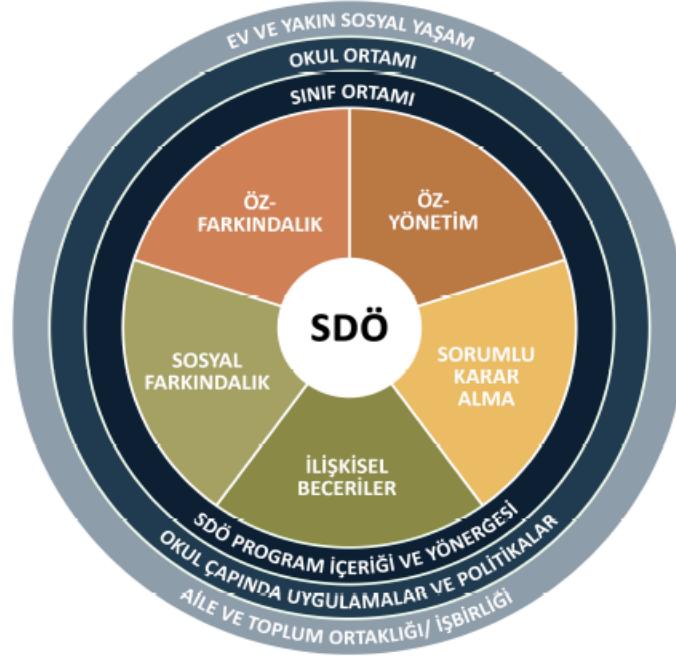 EV VE YAKIN SOSYAL YAŞAM
OKUL ORTAMI
SINIF ORTAMI
ÖZ-
FARKINDALIK
ÖZ-
YÖNETİM
SDÖ
SOSYAL
FARKINDALIK
SORUMLU
KARAR
ALMA
İLİŞKİSEL
BECERİLER
SDÖ PROGRAM İÇERİĞİ VE YÖNERGESİ
OKUL ÇAPINDA UYGULAMALAR VE POLİTİKALAR
AİLE VE TOPLUM ORTAKLIĞI/ İŞBİRLİĞİ